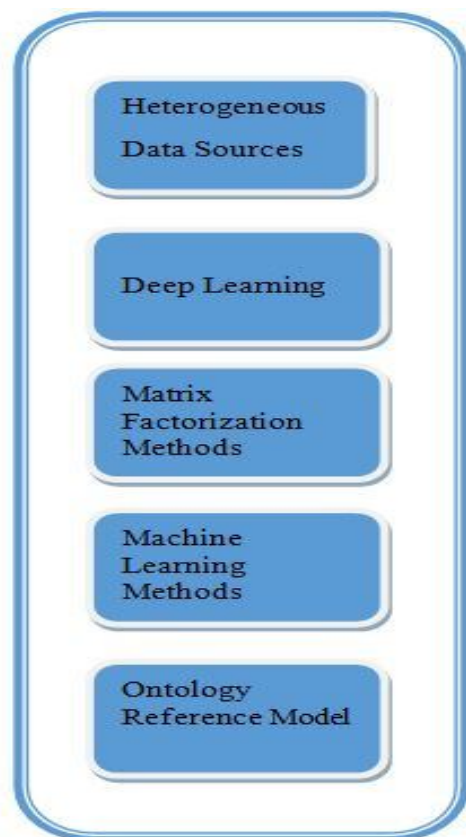 Heterogeneous
Data Sources
Deep Learning
Matrix
Factorization
Methods
Machine
Learning
Methods
Ontology
Reference Model